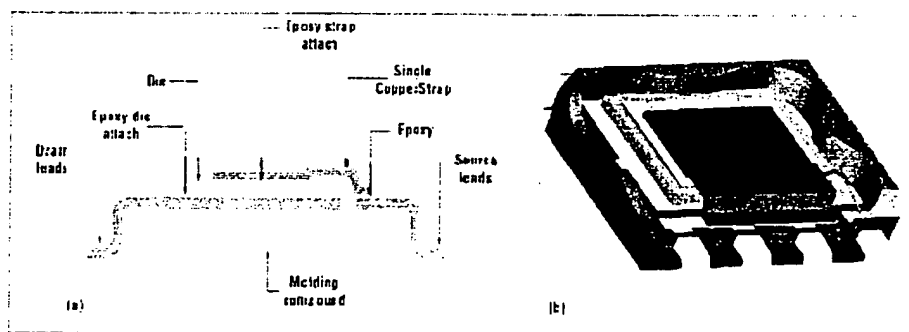 Epoxy strap
attach
Die
Single
Copper Strap
Epoxy die
attach
Epoxy
Drain
leads
Source
leads
Molding
compound
(a)
(b)